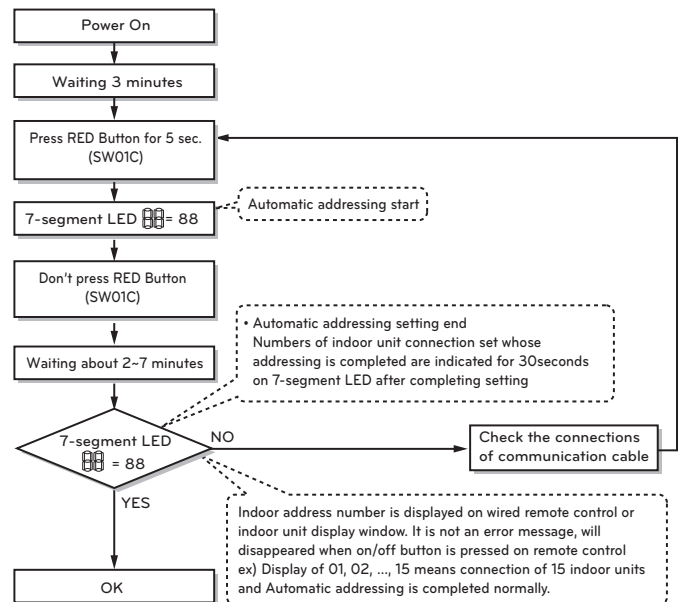 Power On
Waiting 3 minutes
Press RED Button for 5 sec.
(SW01C)
7-segment LED 88= 88
Automatic addressing start
Don't press RED Button
(SW01C)
• Automatic addressing setting end
Numbers of indoor unit connection set whose
addressing is completed are indicated for 30seconds
on 7-segment LED after completing setting
Waiting about 2~7 minutes
7-segment LED
88 = 88
NO
Check the connections
of communication cable
YES
Indoor address number is displayed on wired remote control or
indoor unit display window. It is not an error message, will
disappeared when on/off button is pressed on remote control
ex) Display of 01, 02, ..., 15 means connection of 15 indoor units
and Automatic addressing is completed normally.
OK